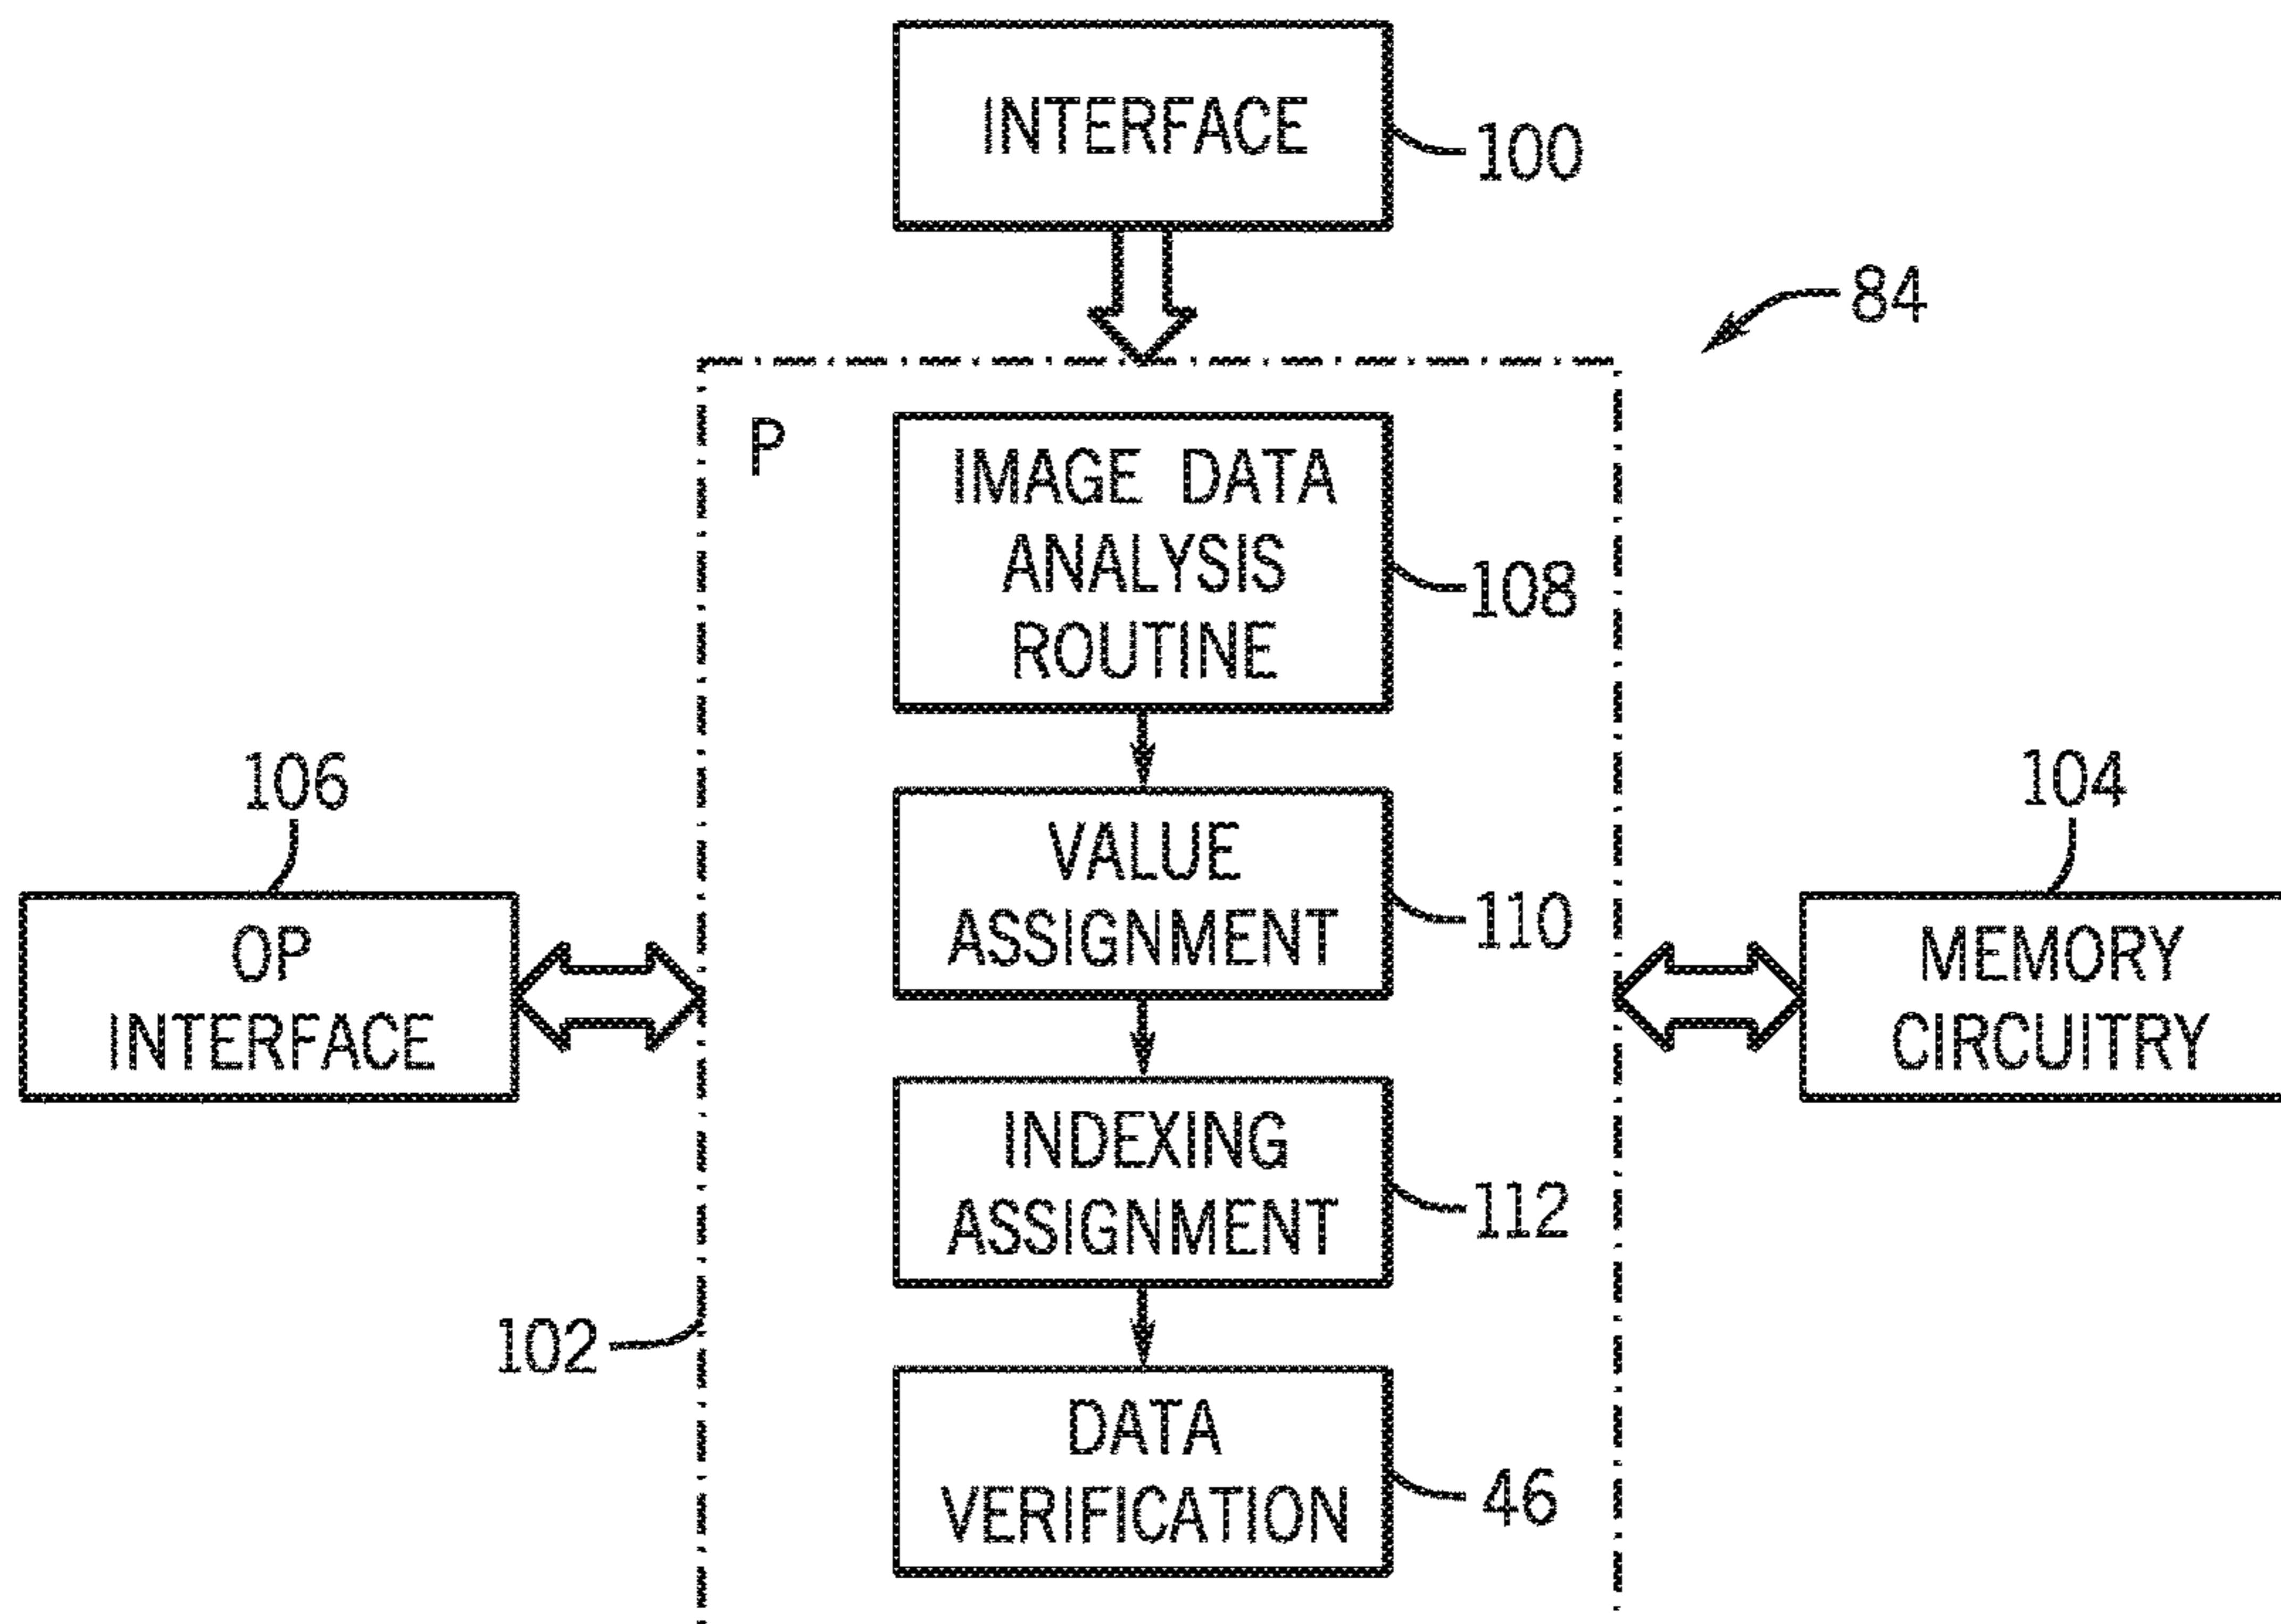 INTERFACE
100
84
P
IMAGE DATA
ANALYSIS
ROUTINE
108
106
104
VALUE
ASSIGNMENT
110
OP
INTERFACE
MEMORY
CIRCUITRY
INDEXING
ASSIGNMENT
112
102
DATA
VERIFICATION
46